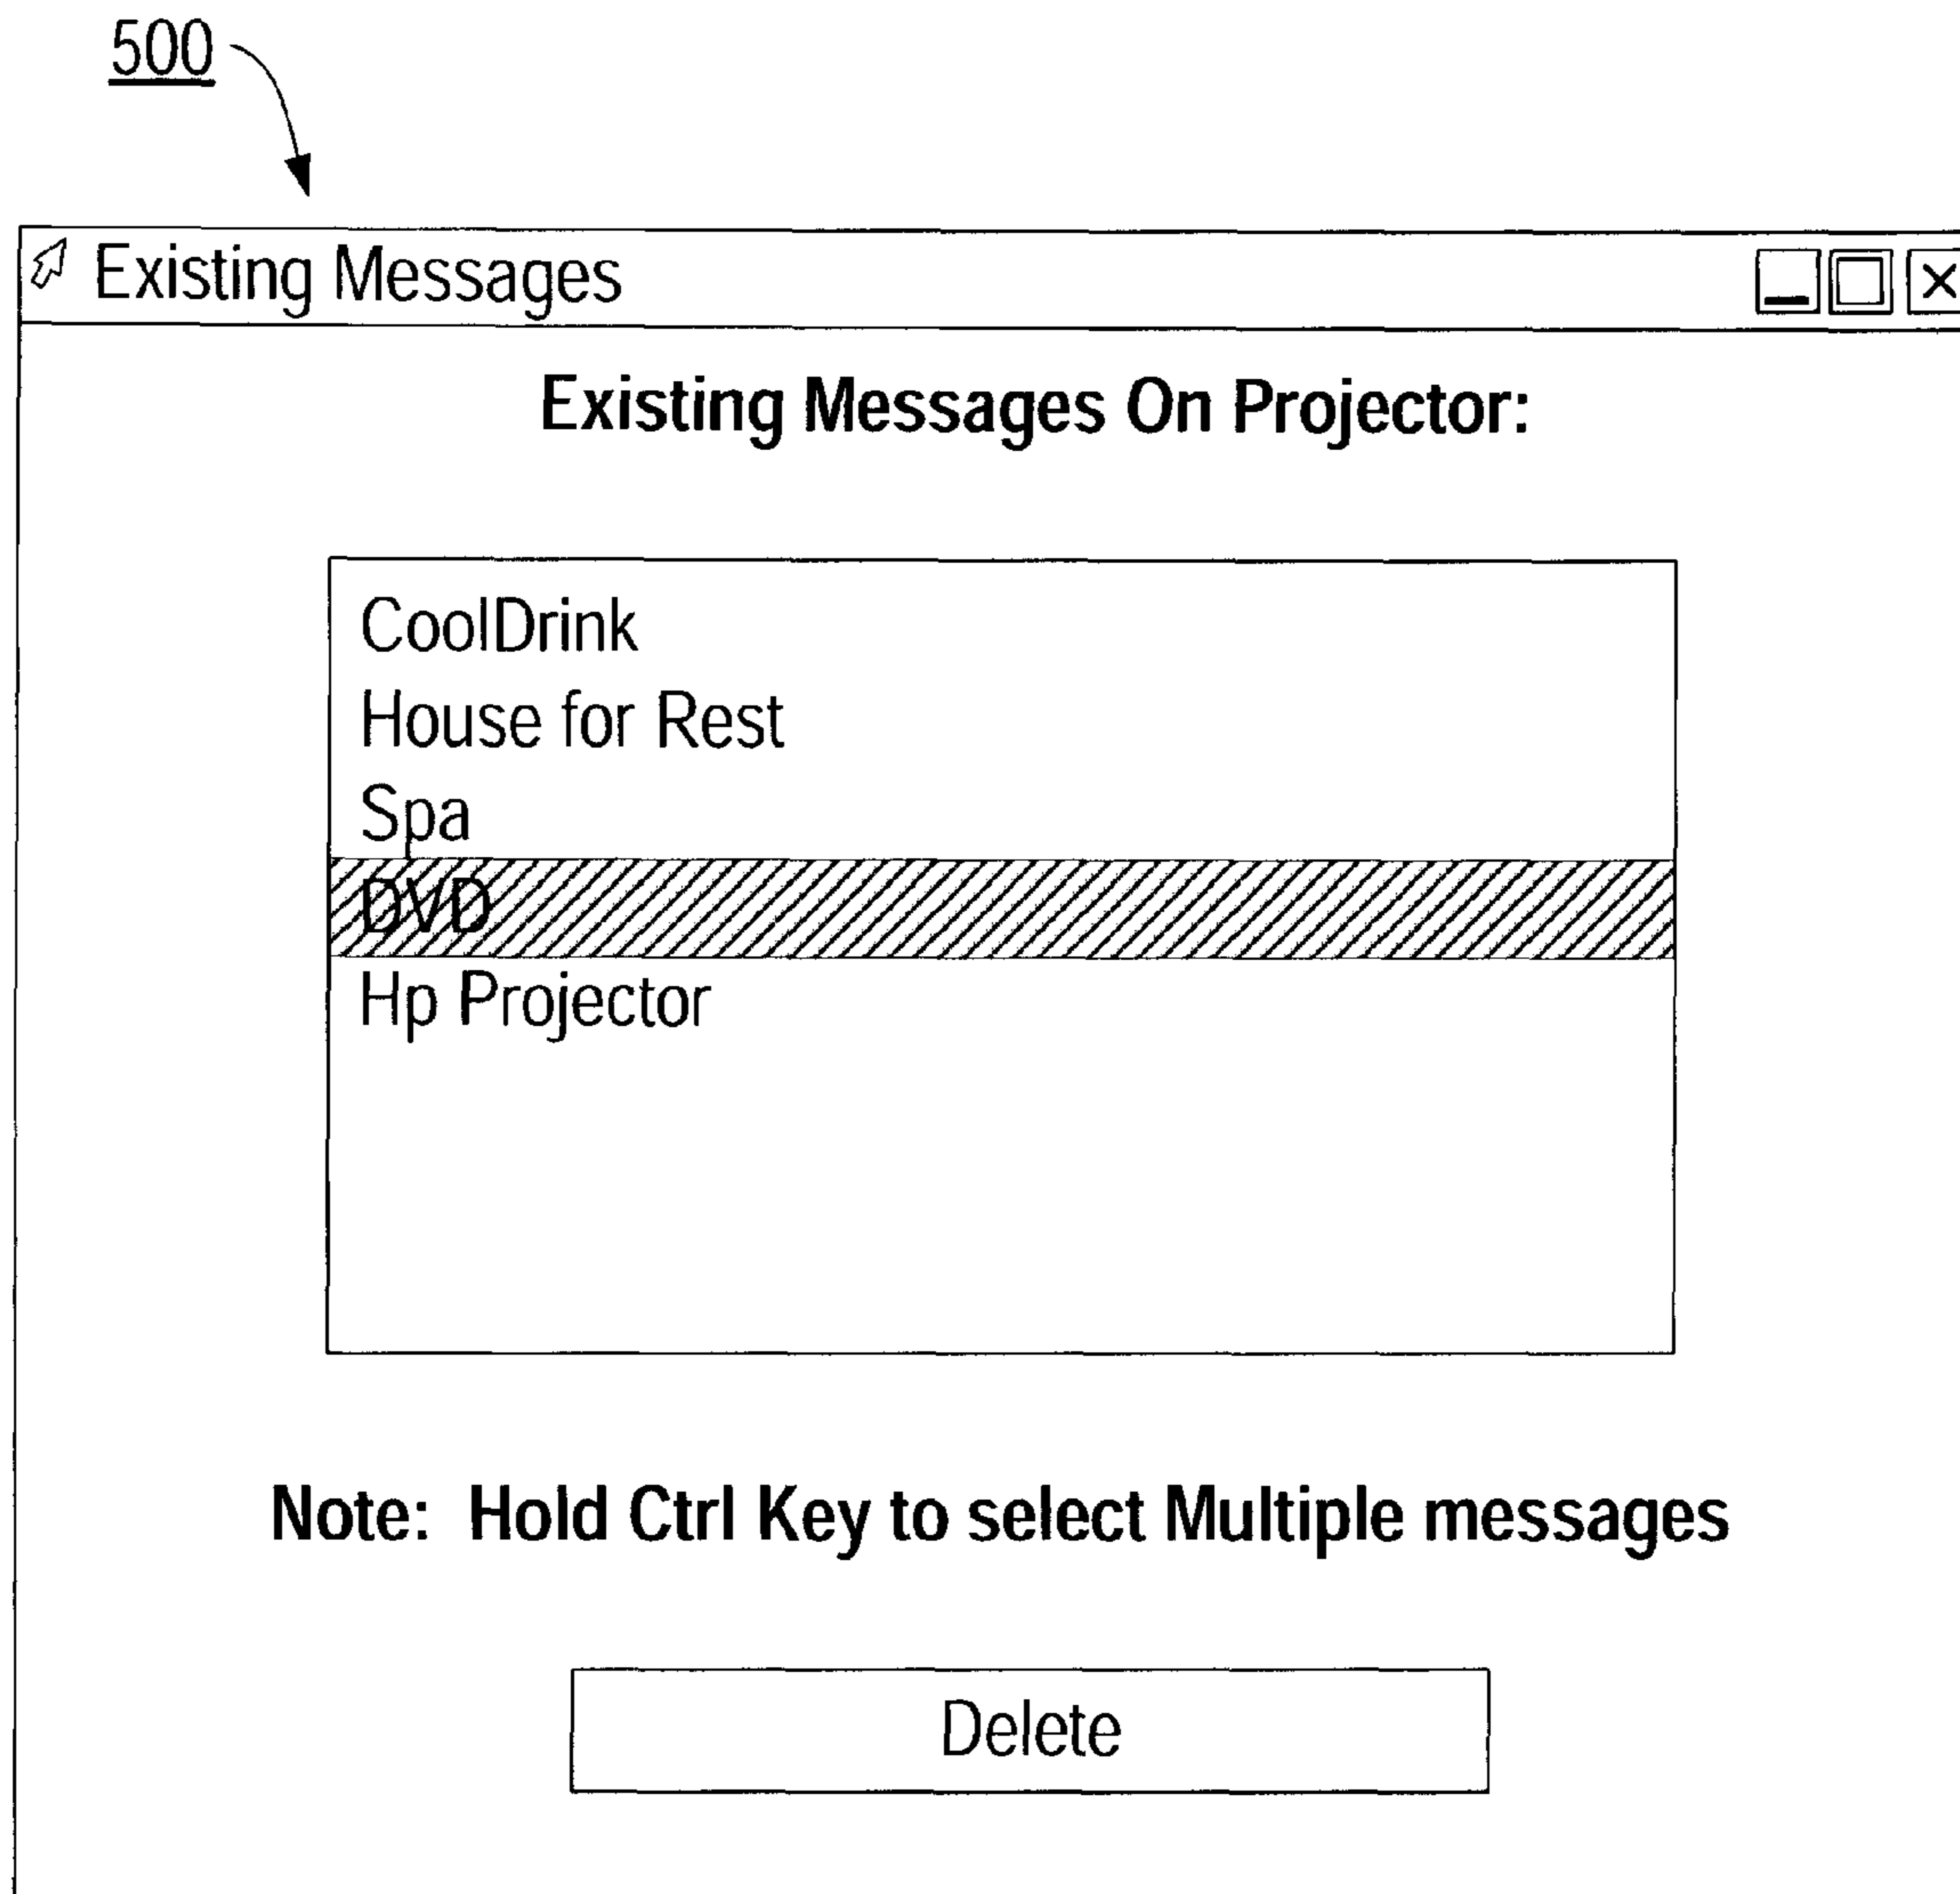 500
Existing Messages
Existing Messages On Projector:
CoolDrink
House for Rest
Spa
DVD
Hp Projector
Note: Hold Ctrl Key to select Multiple messages
Delete